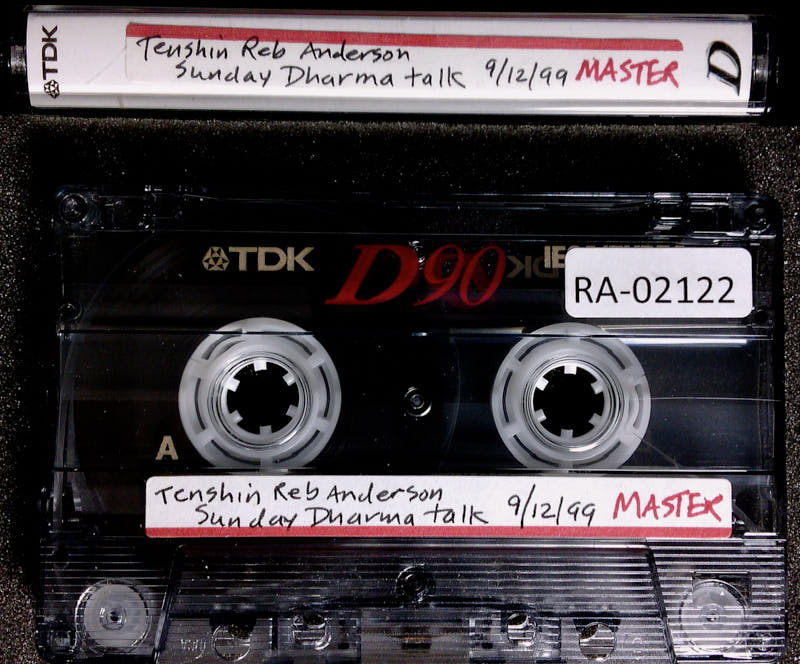 TDK
Tenshin Reb Anderson
Sunday Dharma talk 9/12/99 MASTER
D
TDK
D90
RA-02122
A
Tenshin Reb Anderson
Sunday Dharma talk 9/12/99 MASTER